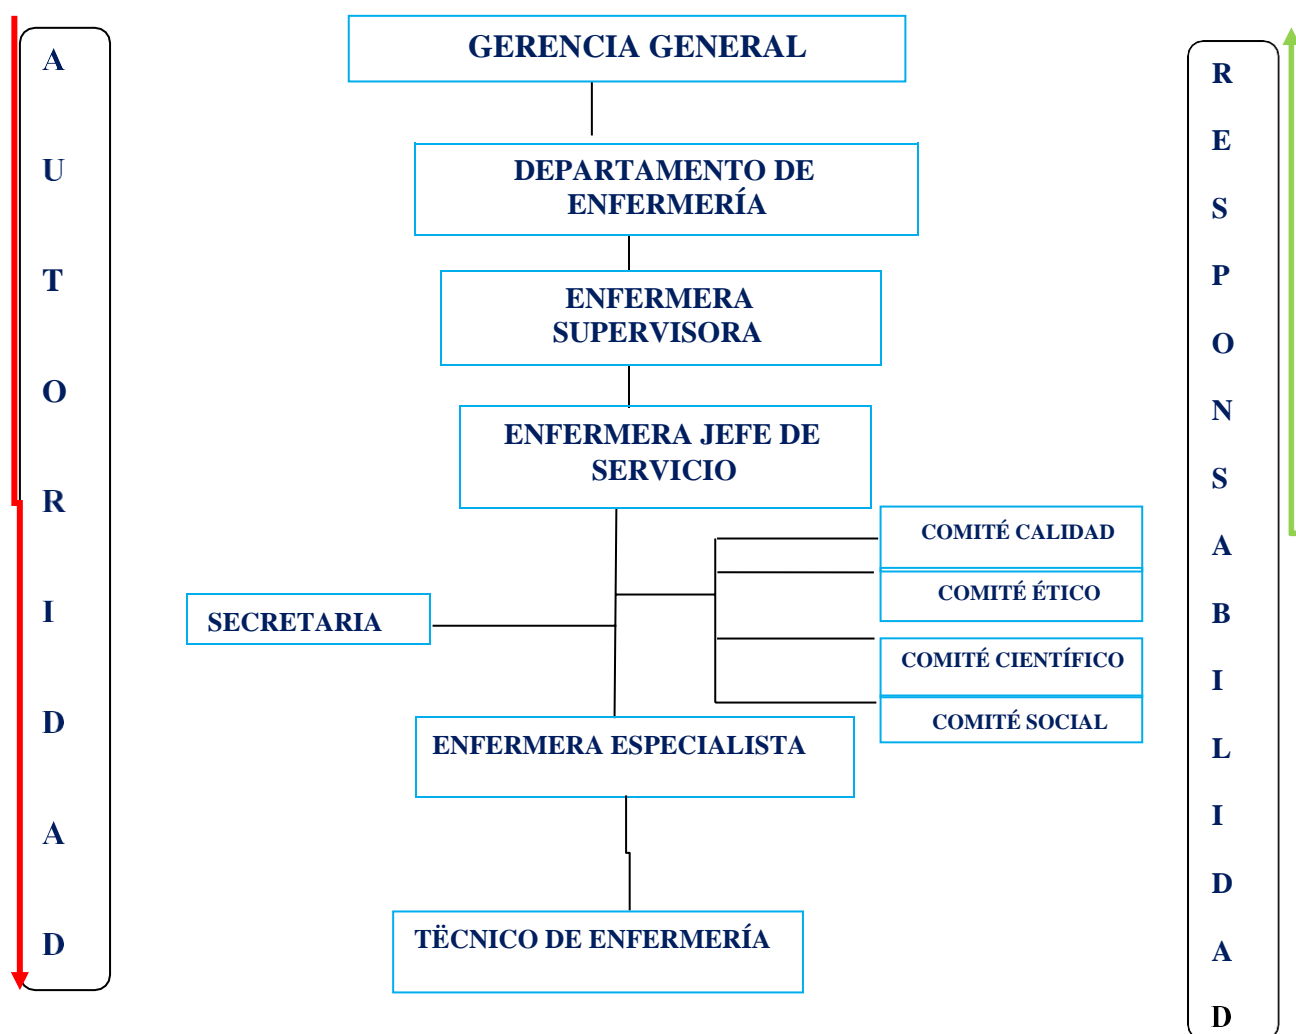 A
U
T
O
R
I
D
A
D
GERENCIA GENERAL
DEPARTAMENTO DE
ENFERMERÍA
ENFERMERA
SUPERVISORA
ENFERMERA JEFE DE
SERVICIO
COMITÉ CALIDAD
COMITÉ ÉTICO
SECRETARIA
COMITÉ CIENTÍFICO
COMITÉ SOCIAL
ENFERMERA ESPECIALISTA
TËCNICO DE ENFERMERÍA
R
E
S
P
O
N
S
A
B
I
L
I
D
A
D